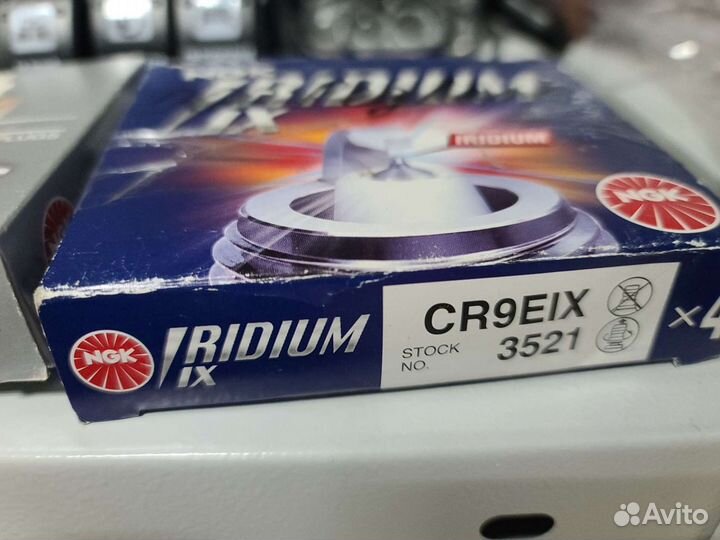 IRIDIUM
IX
IRIDIUM
NGK
NGK
IRIDIUM
IX
CR9EIX
STOCK
NO.
3521
×4
Avito